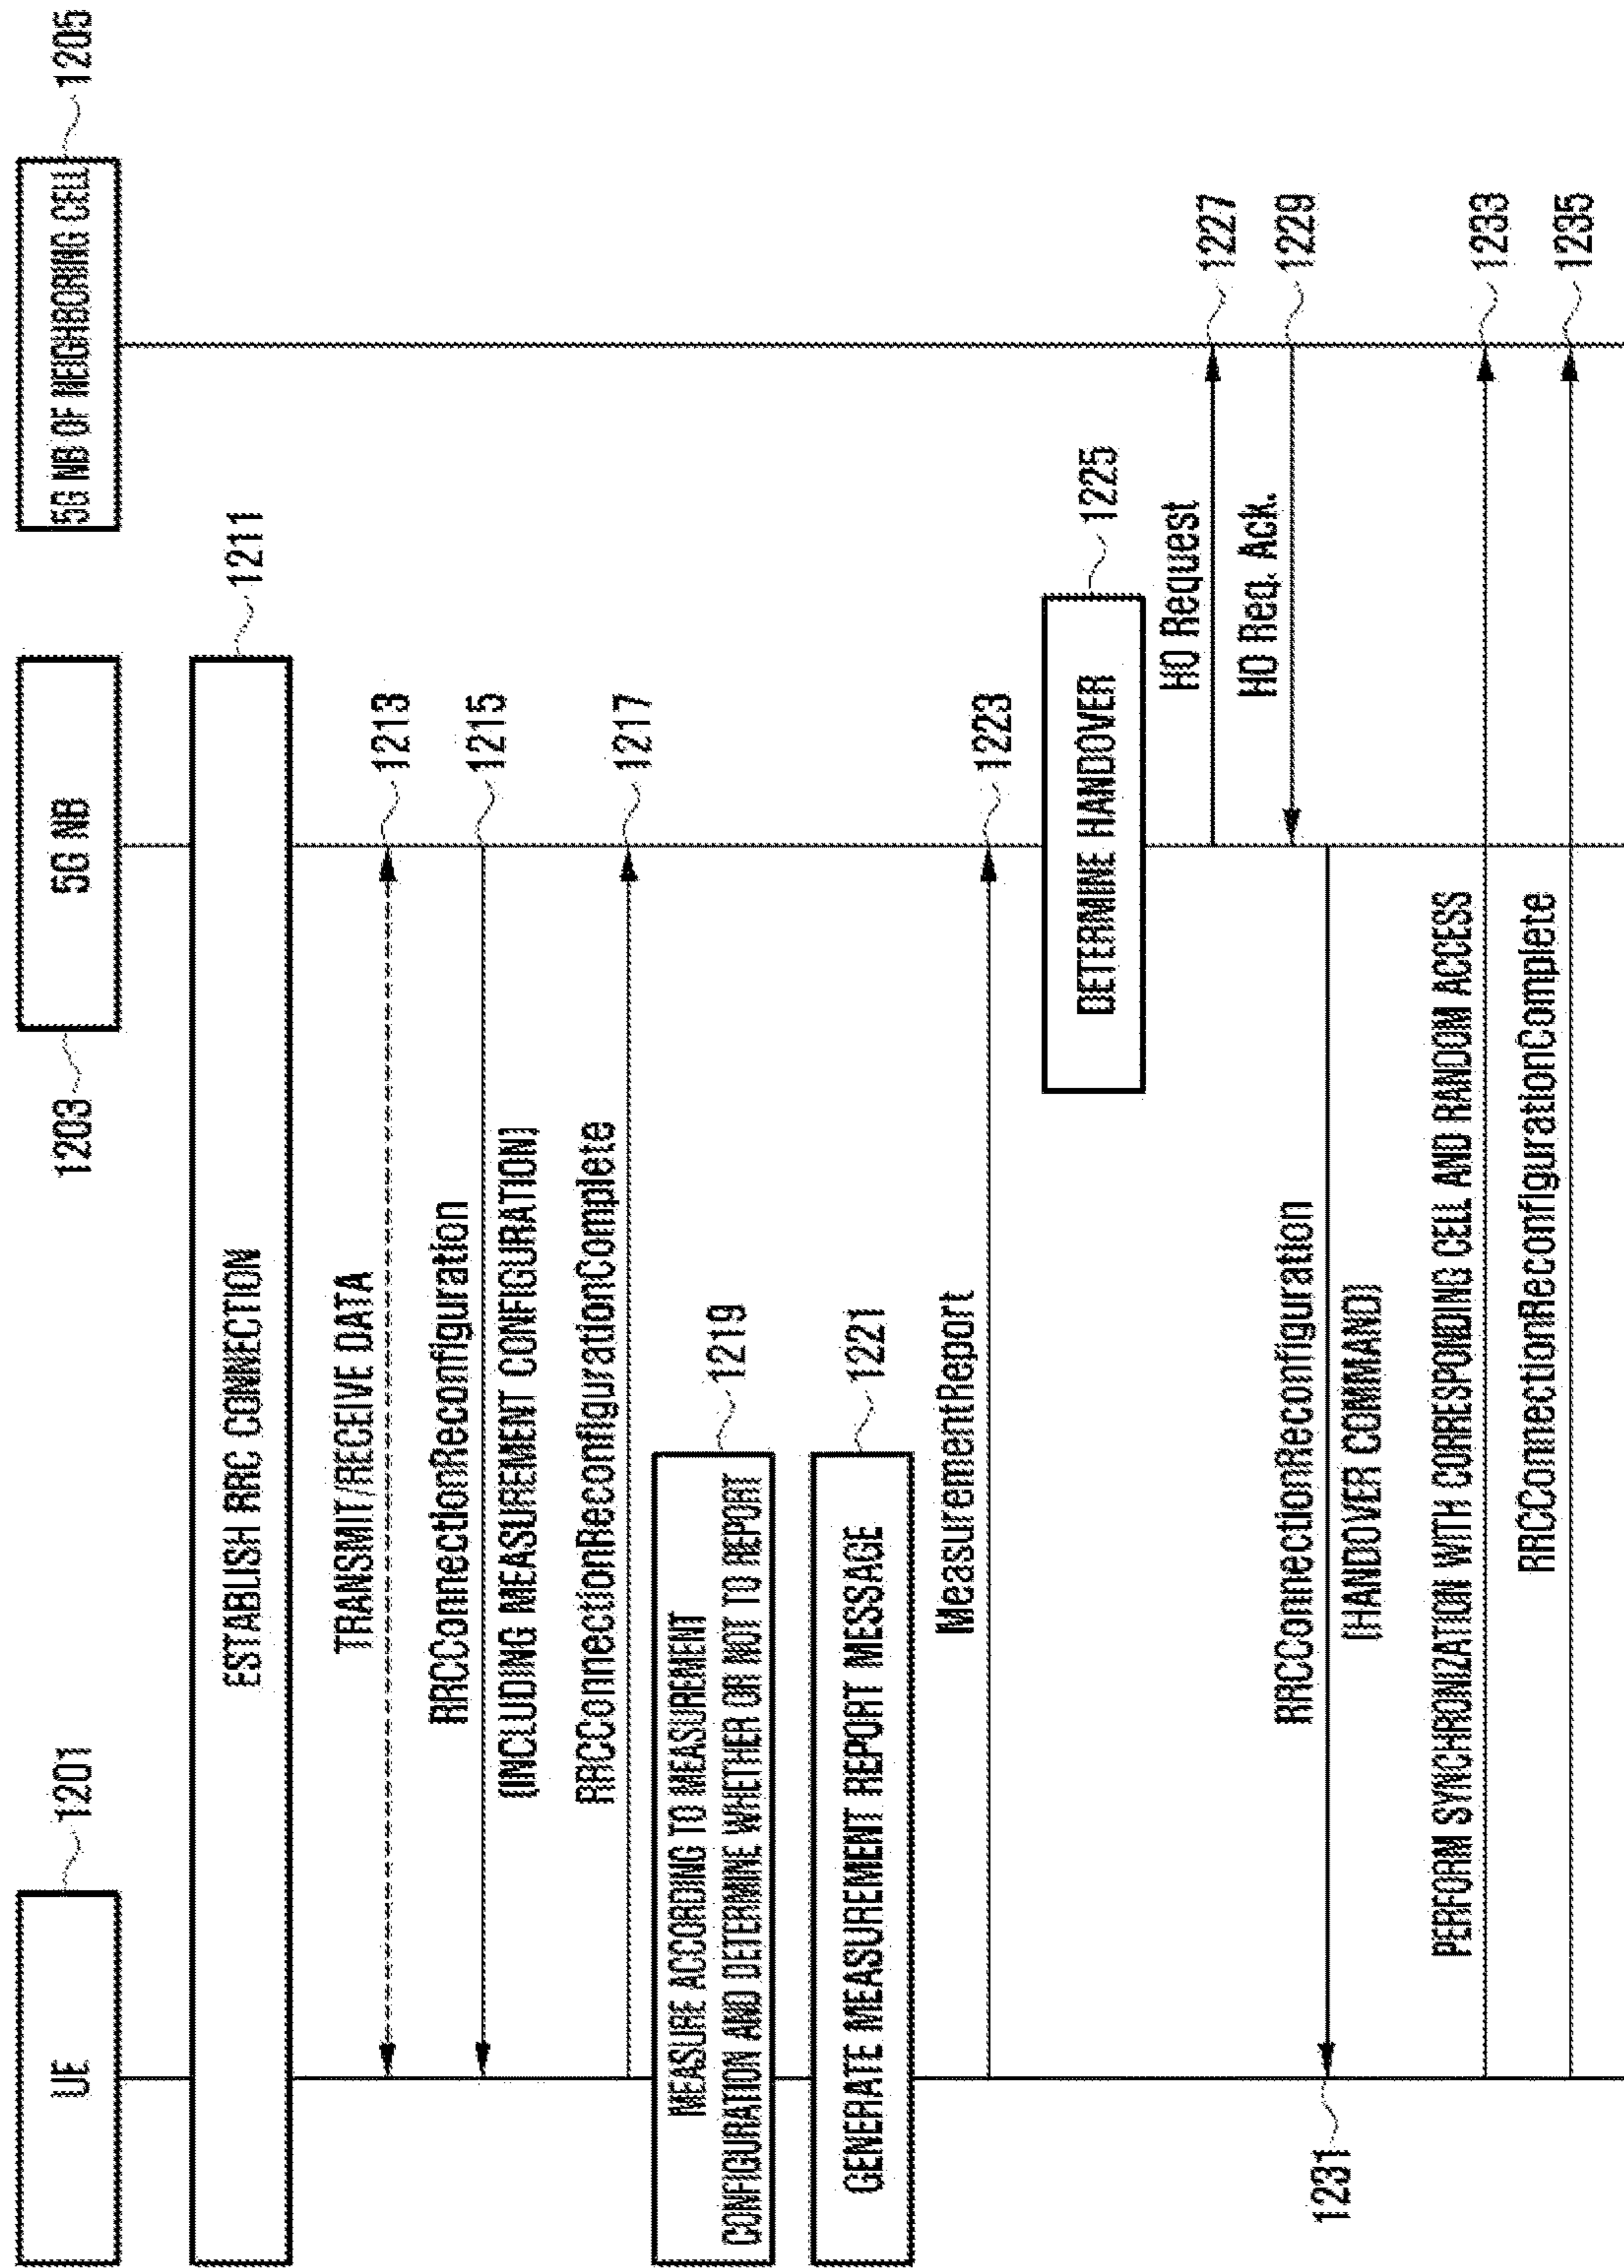 UE
1201
5G NB
1203
5G NB OF NEIGHBORING CELL
1205
ESTABLISH RRC CONNECTION
1211
TRANSMIT/RECEIVE DATA
1213
RRCConnectionReconfiguration
1215
(INCLUDING MEASUREMENT CONFIGURATION)
RRCConnectionReconfigurationComplete
1217
MEASURE ACCORDING TO MEASUREMENT
CONFIGURATION AND DETERMINE WHETHER OR NOT TO REPORT
1219
GENERATE MEASUREMENT REPORT MESSAGE
1221
MeasurementReport
1223
DETERMINE HANDOVER
1225
HO Request
1227
HO Req. Ack.
1229
RRCConnectionReconfiguration
1231
(HANDOVER COMMAND)
PERFORM SYNCHRONIZATION WITH CORRESPONDING CELL AND RANDOM ACCESS
1233
RRCConnectionReconfigurationComplete
1235